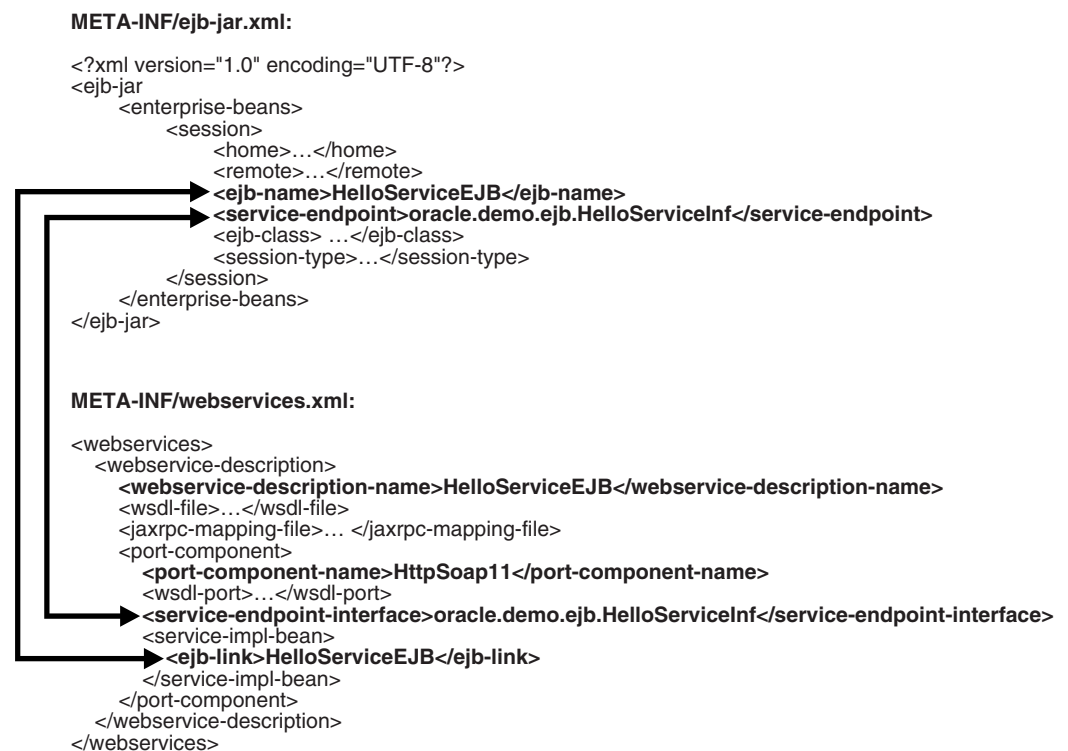 META-INF/ejb-jar.xml:
<?xml version="1.0" encoding="UTF-8"?>
<ejb-jar
<enterprise-beans>
<session>
<home>…</home>
<remote>…</remote>
<ejb-name>HelloServiceEJB</ejb-name>
<service-endpoint>oracle.demo.ejb.HelloServiceInf</service-endpoint>
<ejb-class> …</ejb-class>
<session-type>…</session-type>
</session>
</enterprise-beans>
</ejb-jar>
META-INF/webservices.xml:
<webservices>
<webservice-description>
<webservice-description-name>HelloServiceEJB</webservice-description-name>
<wsdl-file>…</wsdl-file>
<jaxrpc-mapping-file>… </jaxrpc-mapping-file>
<port-component>
<port-component-name>HttpSoap11</port-component-name>
<wsdl-port>…</wsdl-port>
<service-endpoint-interface>oracle.demo.ejb.HelloServiceInf</service-endpoint-interface>
<service-impl-bean>
<ejb-link>HelloServiceEJB</ejb-link>
</service-impl-bean>
</port-component>
</webservice-description>
</webservices>